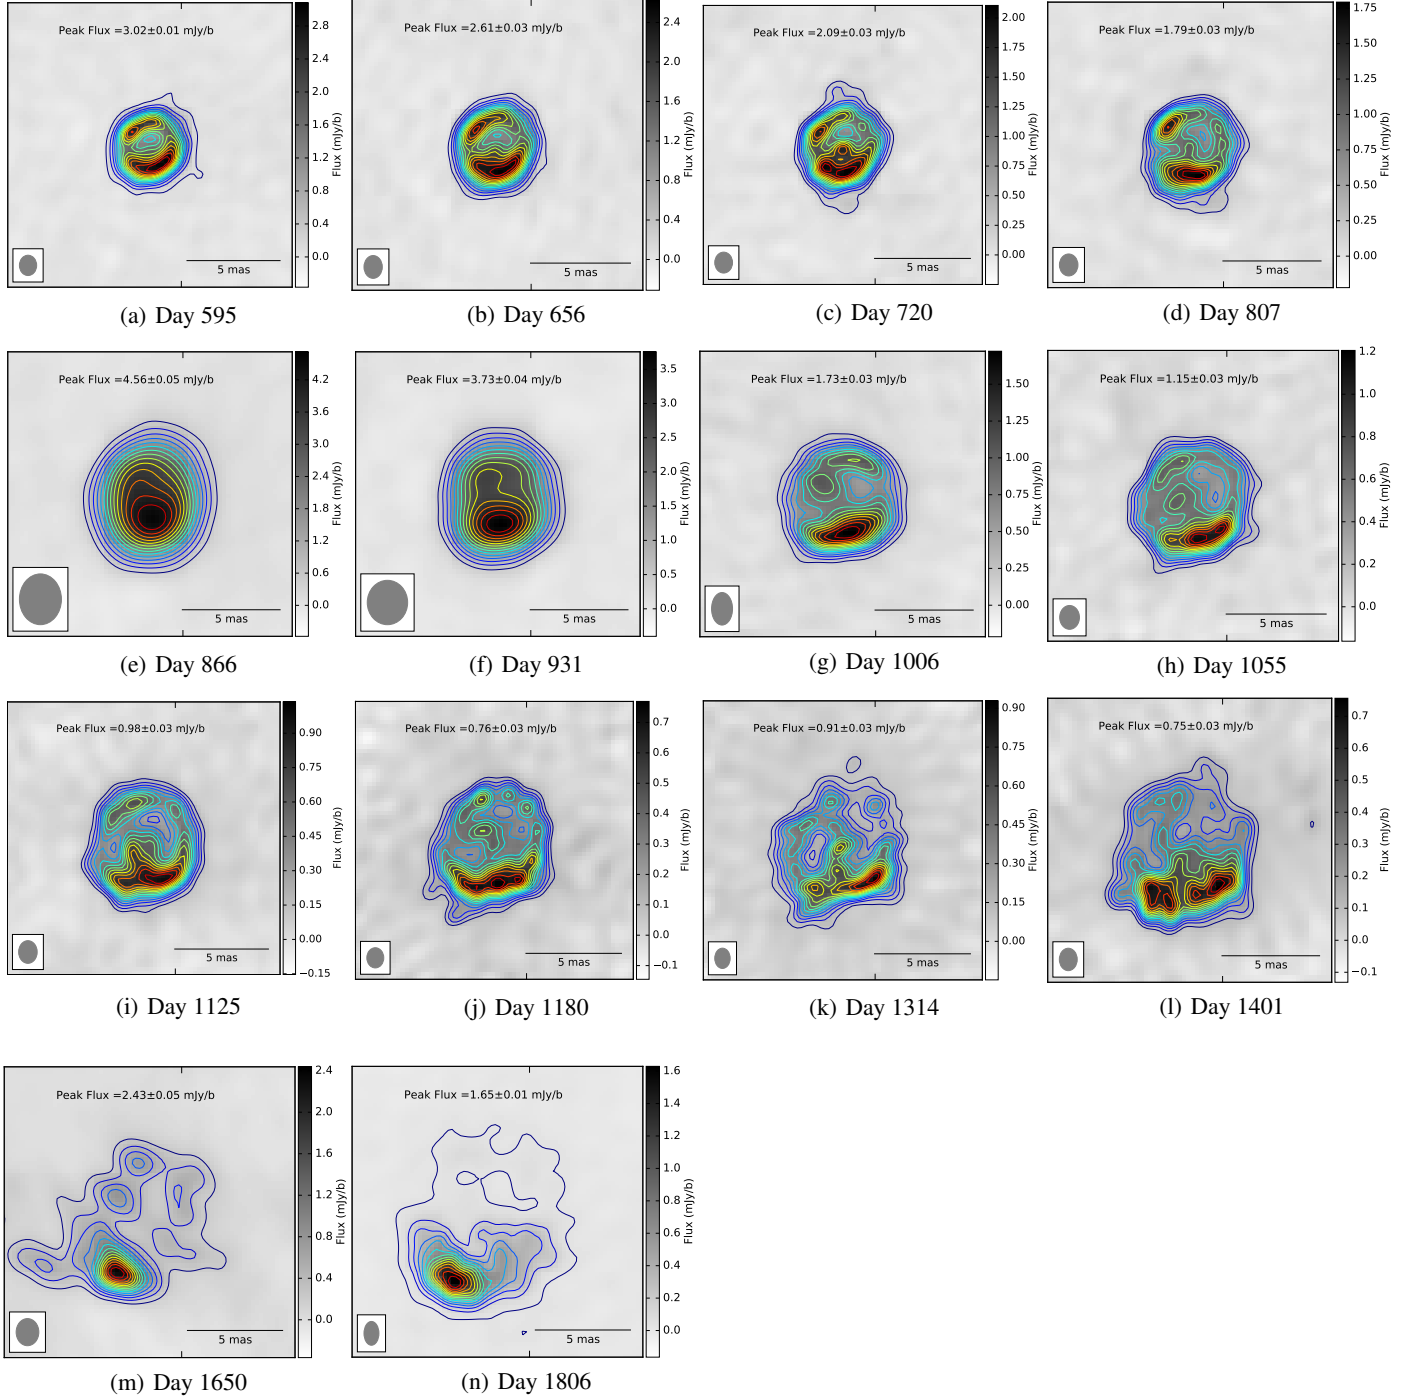 Peak Flux =3.02±0.01 mJy/b
2.8
2.4
2.0
1.6
1.2
0.8
0.4
0.0
Flux (mJy/b)
5 mas
(a) Day 595
Peak Flux =2.61±0.03 mJy/b
2.4
2.0
1.6
1.2
0.8
0.4
0.0
Flux (mJy/b)
5 mas
(b) Day 656
Peak Flux =2.09±0.03 mJy/b
2.00
1.75
1.50
1.25
1.00
0.75
0.50
0.25
0.00
Flux (mJy/b)
5 mas
(c) Day 720
Peak Flux =1.79±0.03 mJy/b
1.75
1.50
1.25
1.00
0.75
0.50
0.25
0.00
Flux (mJy/b)
5 mas
(d) Day 807
Peak Flux =4.56±0.05 mJy/b
4.2
3.6
3.0
2.4
1.8
1.2
0.6
0.0
Flux (mJy/b)
5 mas
(e) Day 866
Peak Flux =3.73±0.04 mJy/b
3.5
3.0
2.5
2.0
1.5
1.0
0.5
0.0
Flux (mJy/b)
5 mas
(f) Day 931
Peak Flux =1.73±0.03 mJy/b
1.50
1.25
1.00
0.75
0.50
0.25
0.00
Flux (mJy/b)
5 mas
(g) Day 1006
Peak Flux =1.15±0.03 mJy/b
1.2
1.0
0.8
0.6
0.4
0.2
0.0
Flux (mJy/b)
5 mas
(h) Day 1055
Peak Flux =0.98±0.03 mJy/b
0.90
0.75
0.60
0.45
0.30
0.15
0.00
−0.15
Flux (mJy/b)
5 mas
(i) Day 1125
Peak Flux =0.76±0.03 mJy/b
0.7
0.6
0.5
0.4
0.3
0.2
0.1
0.0
−0.1
Flux (mJy/b)
5 mas
(j) Day 1180
Peak Flux =0.91±0.03 mJy/b
0.90
0.75
0.60
0.45
0.30
0.15
0.00
Flux (mJy/b)
5 mas
(k) Day 1314
Peak Flux =0.75±0.03 mJy/b
0.7
0.6
0.5
0.4
0.3
0.2
0.1
0.0
−0.1
Flux (mJy/b)
5 mas
(l) Day 1401
Peak Flux =2.43±0.05 mJy/b
2.4
2.0
1.6
1.2
0.8
0.4
0.0
Flux (mJy/b)
5 mas
(m) Day 1650
Peak Flux =1.65±0.01 mJy/b
1.6
1.4
1.2
1.0
0.8
0.6
0.4
0.2
0.0
Flux (mJy/b)
5 mas
(n) Day 1806